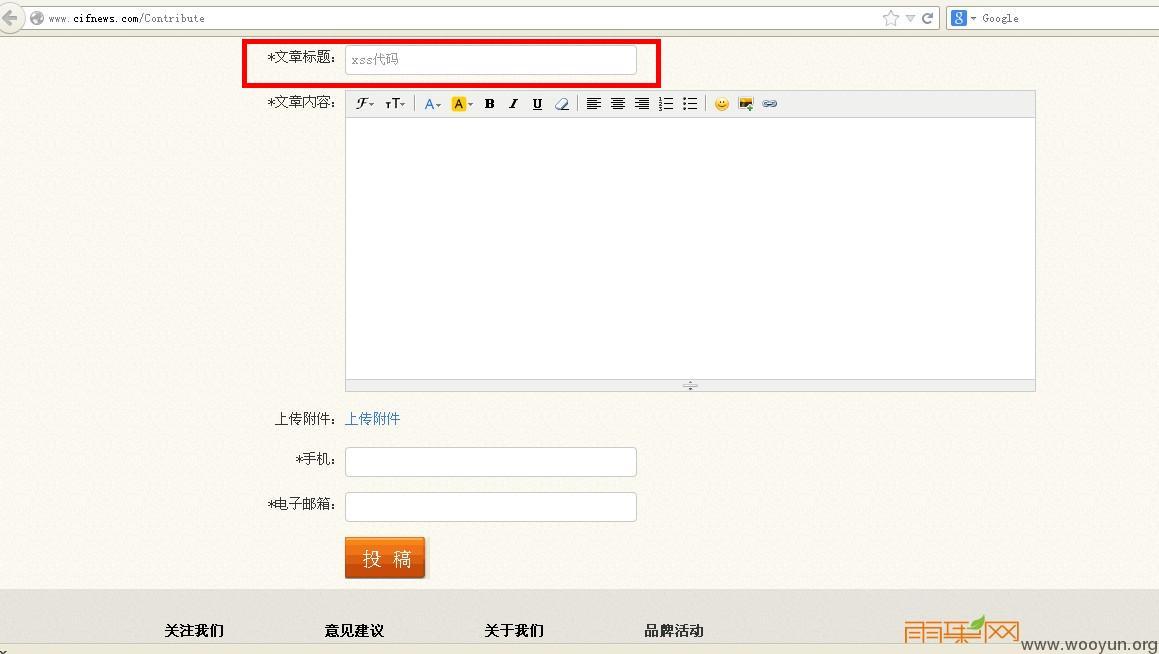 www.cifnews.com/Contribute
Google
*文章标题：
xss代码
*文章内容：
上传附件：上传附件
*手机：
*电子邮箱：
投 稿
关注我们 意见建议 关于我们 品牌活动
雨果网
www.wooyun.org